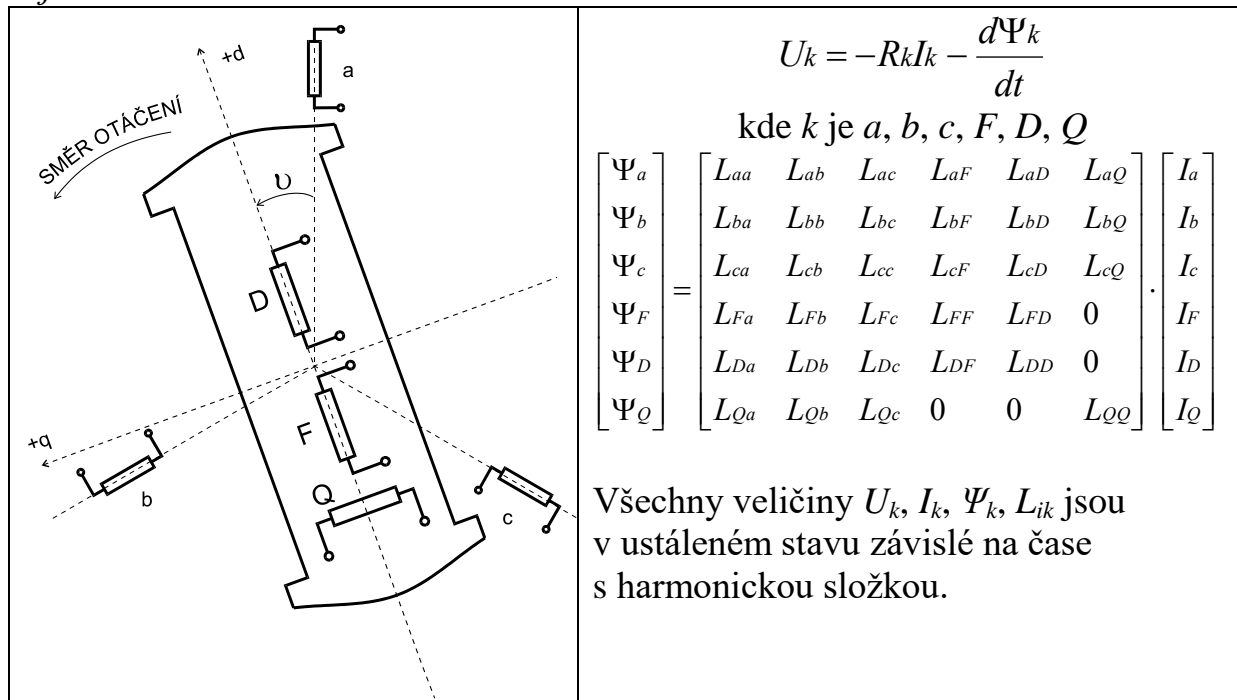 +d
a
SMĚR OTÁČENÍ
υ
D
F
+q
b
Q
c
Uk = −RkIk − dΨk/dt
kde k je a, b, c, F, D, Q
[Ψa] [Laa Lab Lac LaF LaD LaQ] [Ia]
[Ψb] [Lba Lbb Lbc LbF LbD LbQ] [Ib]
[Ψc] [Lca Lcb Lcc LcF LcD LcQ] [Ic]
[ΨF] = [LFa LFb LFc LFF LFD 0] · [IF]
[ΨD] [LDa LDb LDc LDF LDD 0] [ID]
[ΨQ] [LQa LQb LQc 0 0 LQQ] [IQ]
Všechny veličiny Uk, Ik, Ψk, Lik jsou
v ustáleném stavu závislé na čase
s harmonickou složkou.